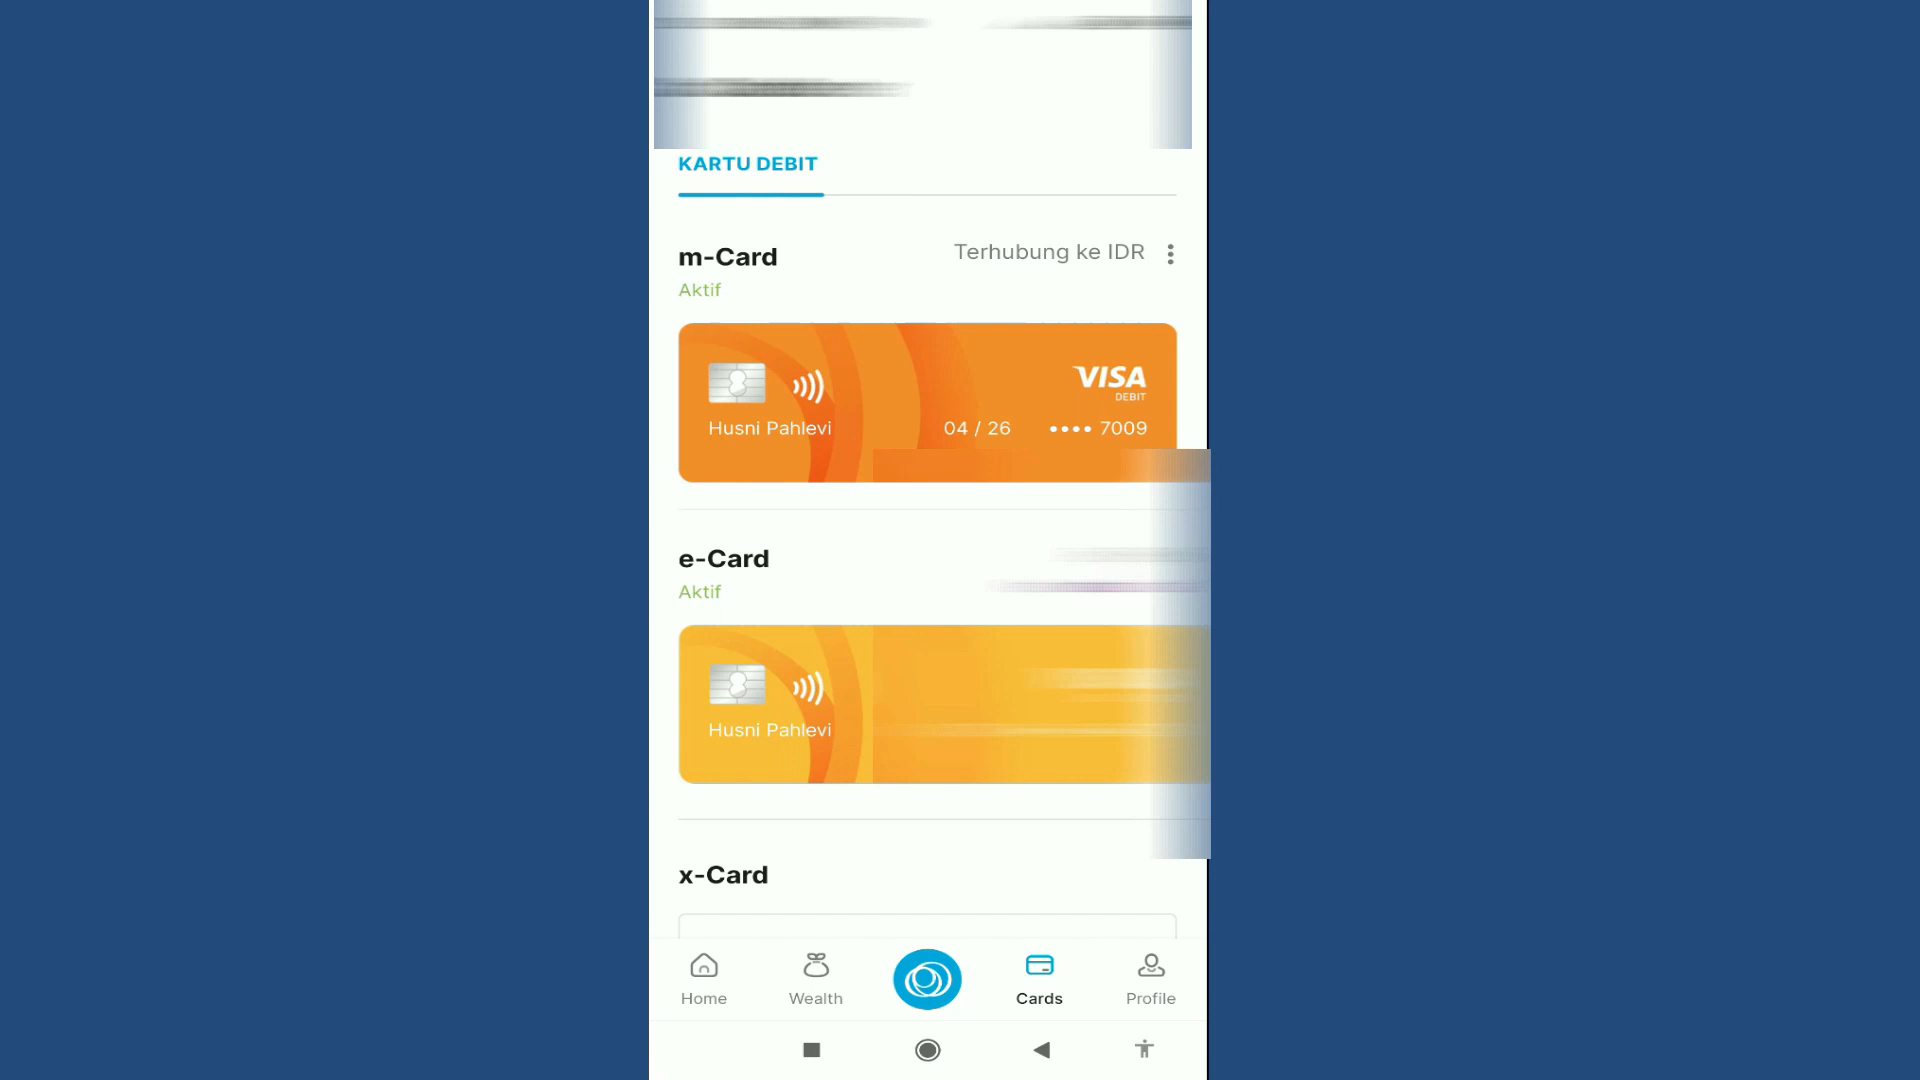 KARTU DEBIT
m-Card
Terhubung ke IDR
Aktif
VISA
DEBIT
Husni Pahlevi
04 / 26
•••• 7009
e-Card
Aktif
Husni Pahlevi
x-Card
Home
Wealth
Cards
Profile